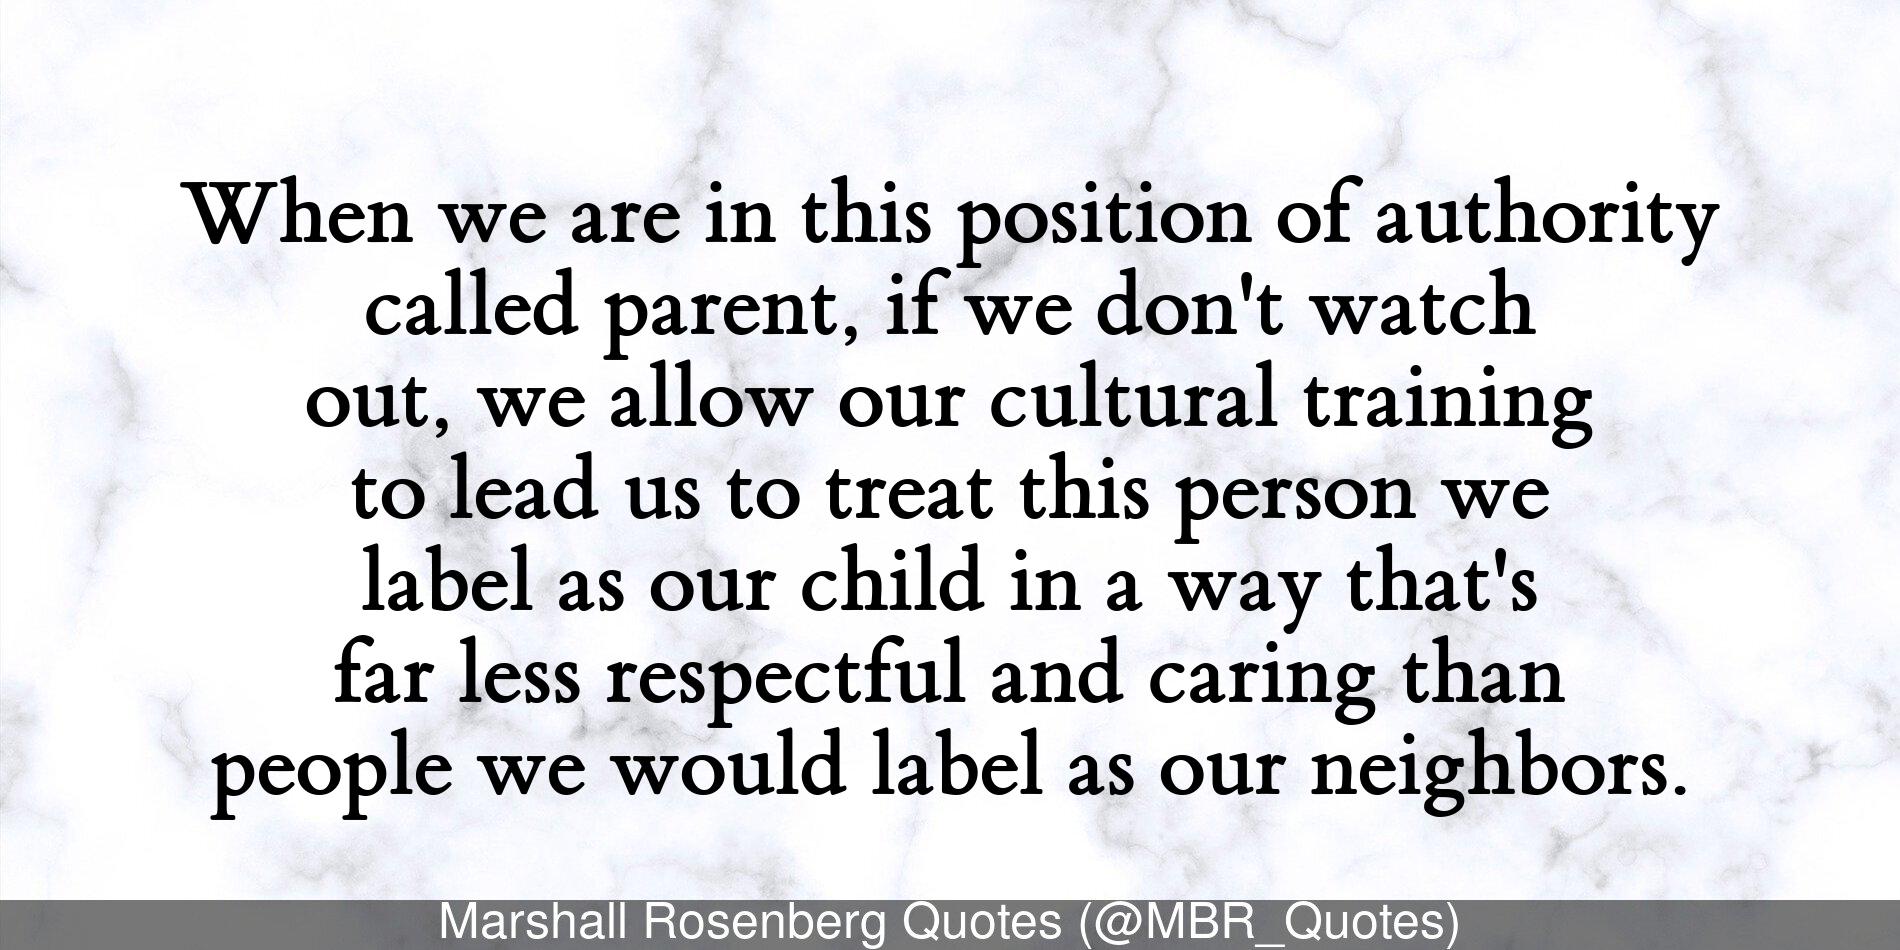 When we are in this position of authority
called parent, if we don't watch
out, we allow our cultural training
to lead us to treat this person we
label as our child in a way that's
far less respectful and caring than
people we would label as our neighbors.
Marshall Rosenberg Quotes (@MBR_Quotes)